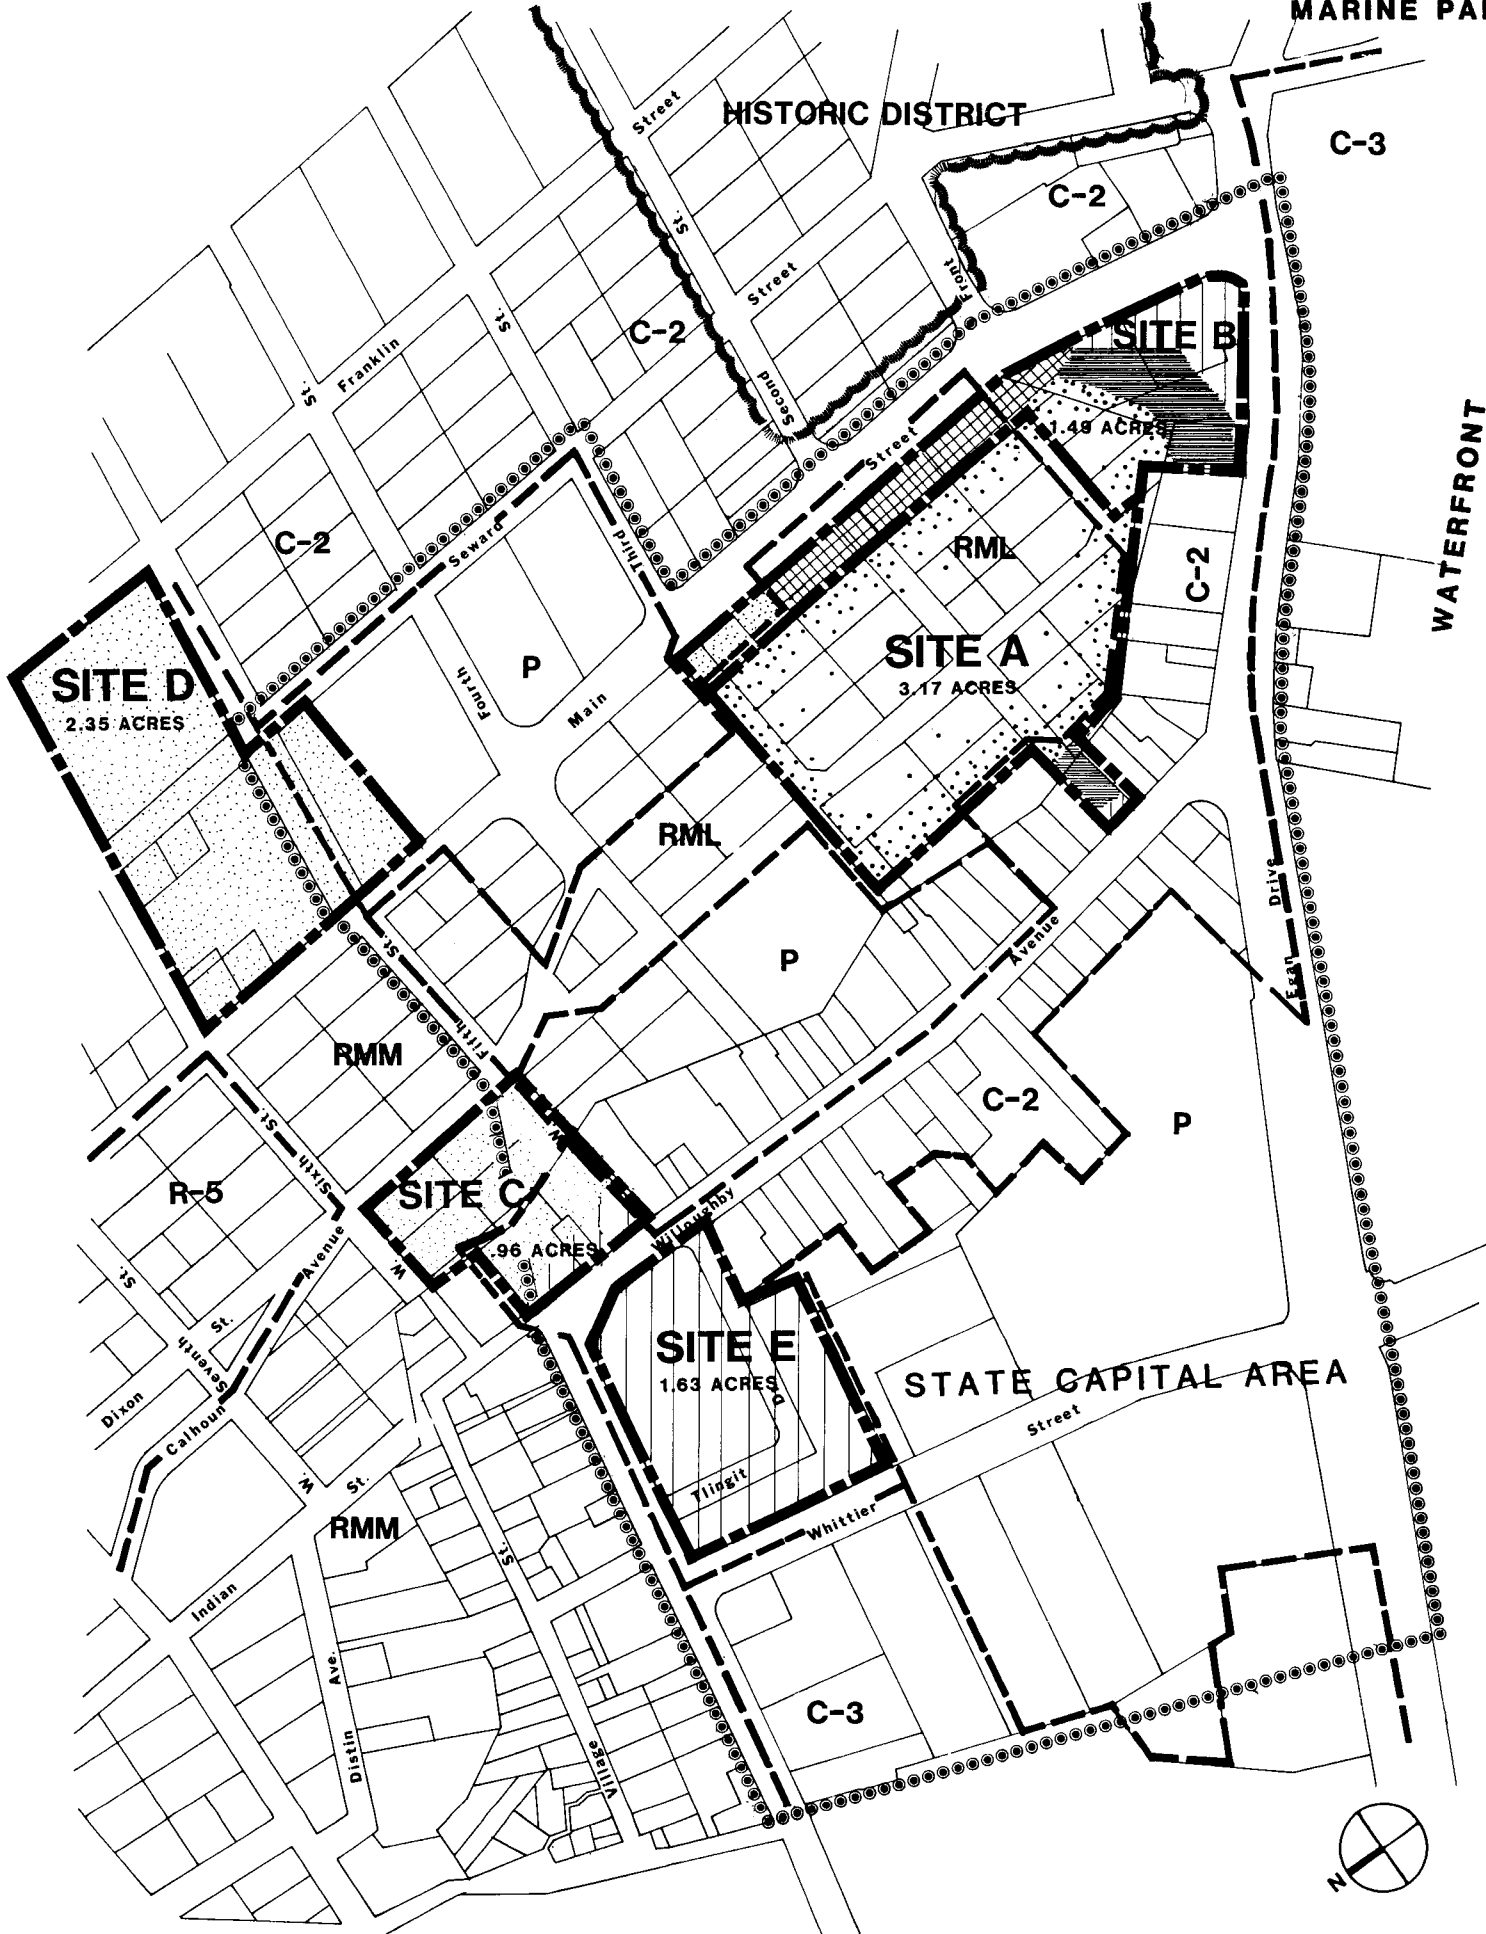 MARINE PAR
HISTORIC DISTRICT
C-3
C-2
Street
St.
Street
Front
C-2
St.
Franklin
St.
SITE B
1.49 ACRES
Second
Street
C-2
Seward
Third
RML
C-2
WATERFRONT
SITE D
2.35 ACRES
P
Fourth
Main
SITE A
3.17 ACRES
RML
Drive
Egan
P
Avenue
St.
Fifth
W.
RMM
C-2
P
R-5
St.
Sixth
W.
SITE C
.96 ACRES
Willoughby
Avenue
St.
St.
Seventh
W.
Dixon
Calhoun
SITE E
1.63 ACRES
Dr.
STATE CAPITAL AREA
Street
Whittier
Tlingit
St.
Indian
RMM
St.
Village
Ave.
Distin
C-3
N